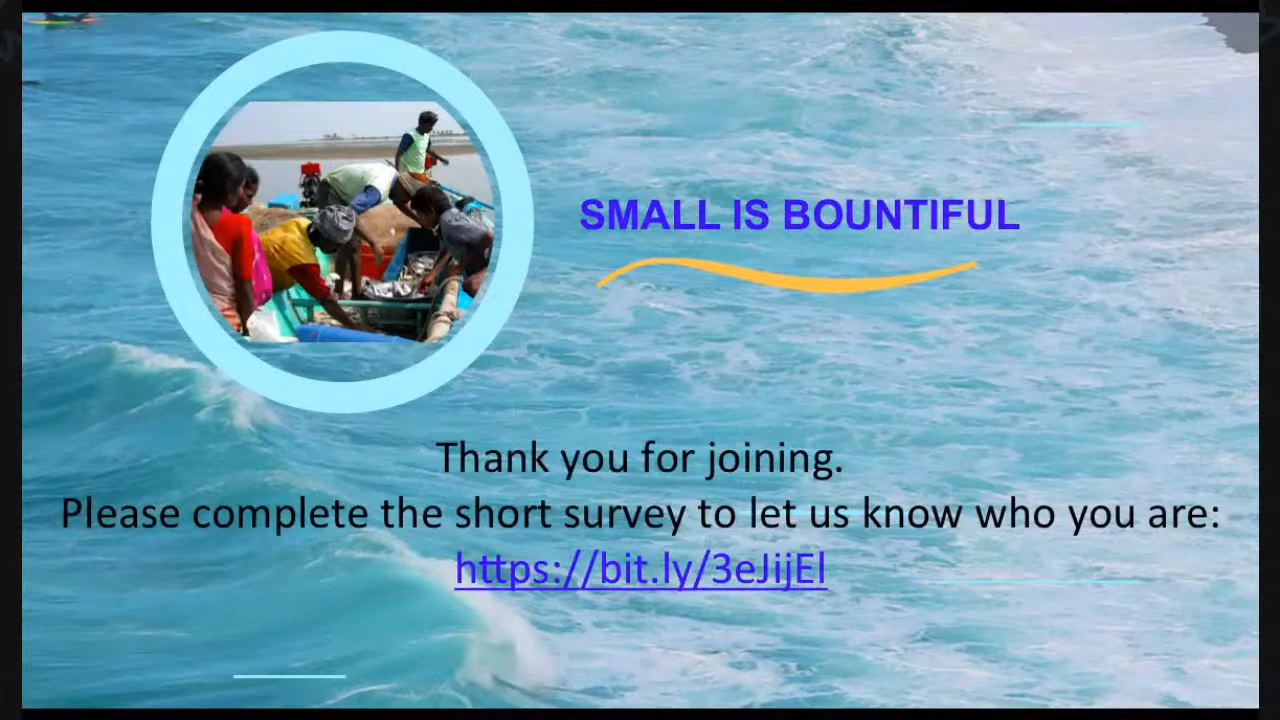 SMALL IS BOUNTIFUL
Thank you for joining.
Please complete the short survey to let us know who you are:
https://bit.ly/3eJijEl